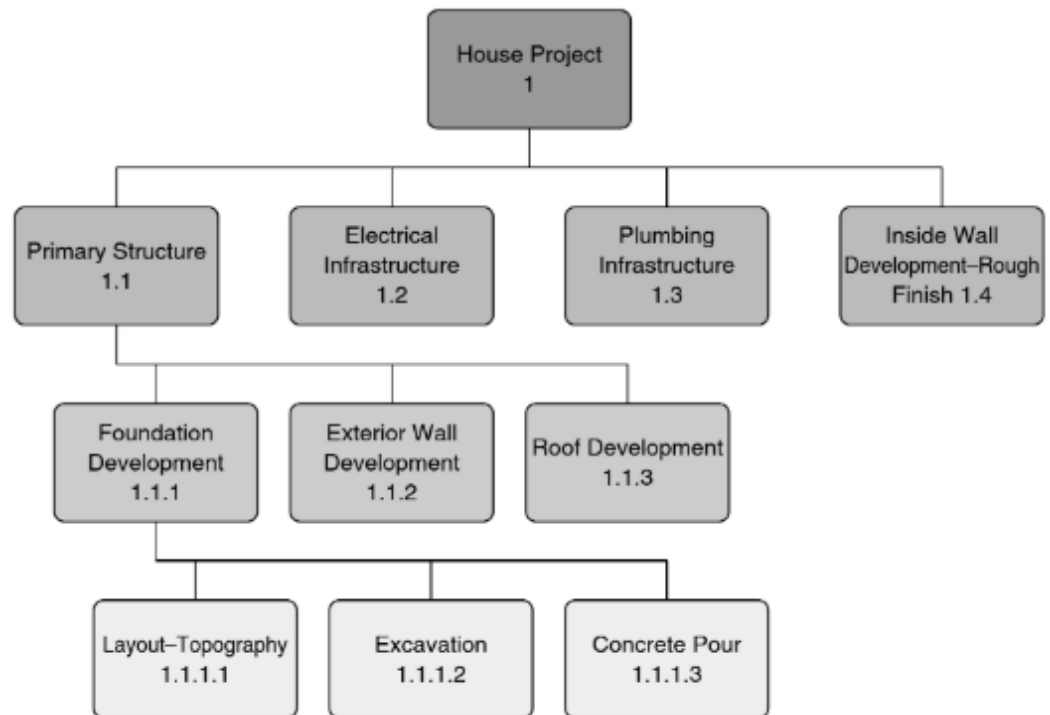 House Project
1
Primary Structure
1.1
Electrical
Infrastructure
1.2
Plumbing
Infrastructure
1.3
Inside Wall
Development–Rough
Finish 1.4
Foundation
Development
1.1.1
Exterior Wall
Development
1.1.2
Roof Development
1.1.3
Layout–Topography
1.1.1.1
Excavation
1.1.1.2
Concrete Pour
1.1.1.3